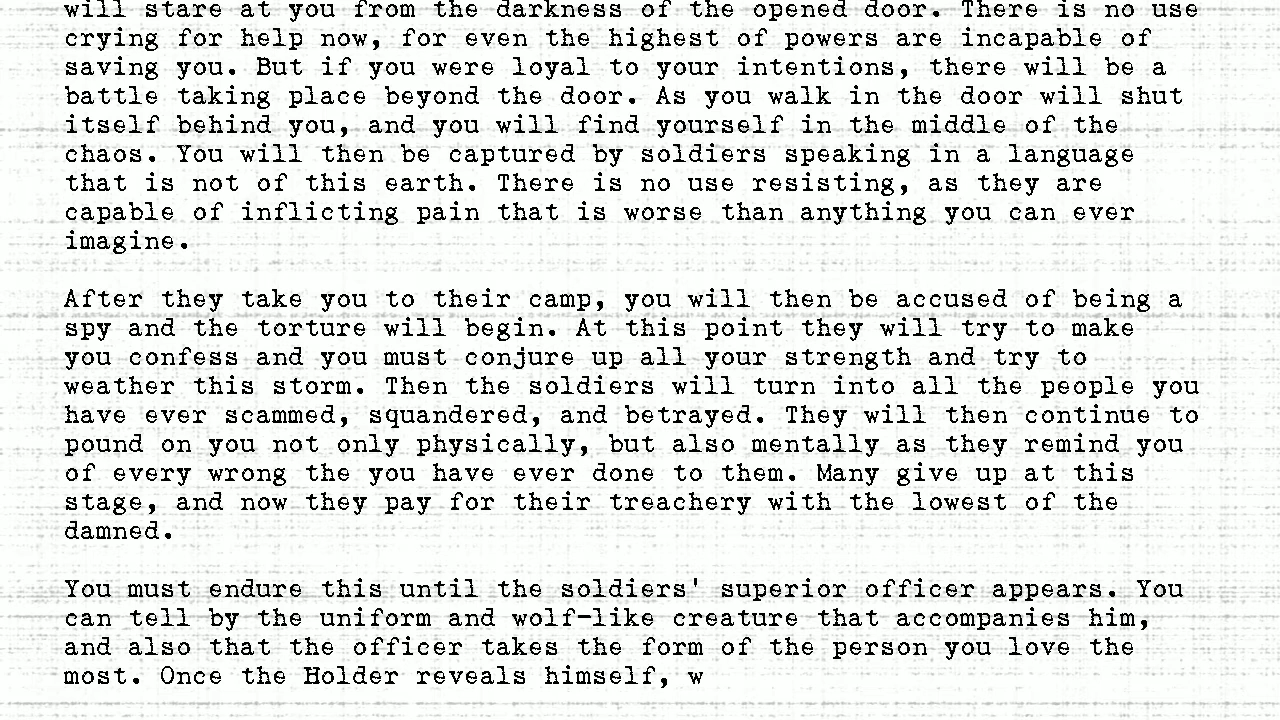 will stare at you from the darkness of the opened door. There is no use
crying for help now, for even the highest of powers are incapable of
saving you. But if you were loyal to your intentions, there will be a
battle taking place beyond the door. As you walk in the door will shut
itself behind you, and you will find yourself in the middle of the
chaos. You will then be captured by soldiers speaking in a language
that is not of this earth. There is no use resisting, as they are
capable of inflicting pain that is worse than anything you can ever
imagine.

After they take you to their camp, you will then be accused of being a
spy and the torture will begin. At this point they will try to make
you confess and you must conjure up all your strength and try to
weather this storm. Then the soldiers will turn into all the people you
have ever scammed, squandered, and betrayed. They will then continue to
pound on you not only physically, but also mentally as they remind you
of every wrong the you have ever done to them. Many give up at this
stage, and now they pay for their treachery with the lowest of the
damned.

You must endure this until the soldiers' superior officer appears. You
can tell by the uniform and wolf-like creature that accompanies him,
and also that the officer takes the form of the person you love the
most. Once the Holder reveals himself, w